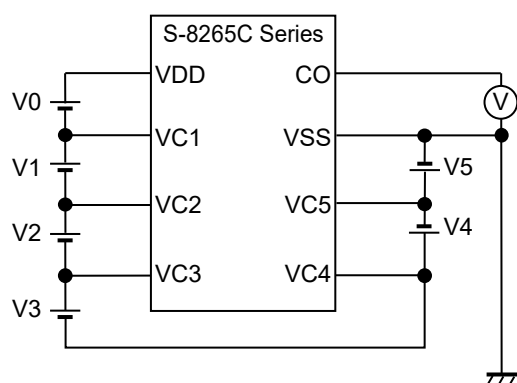 S-8265C Series
VDD CO
V0 V
VC1 VSS
V1 V5
VC2 VC5
V2 V4
VC3 VC4
V3